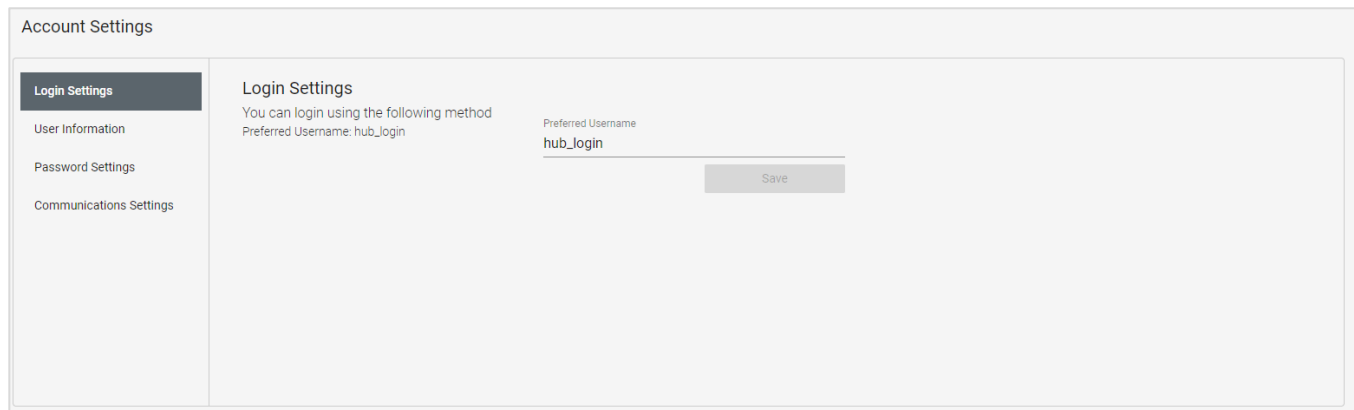 Account Settings
Login Settings
User Information
Password Settings
Communications Settings
Login Settings
You can login using the following method
Preferred Username: hub_login
Preferred Username
hub_login
Save